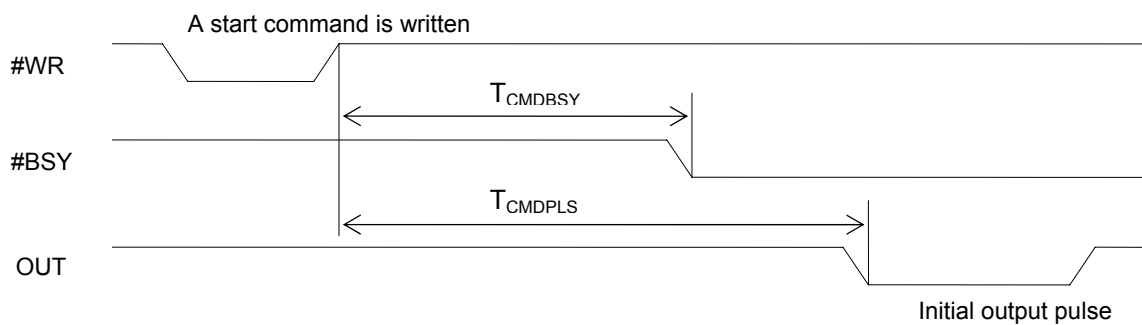 A start command is written
#WR
T_CMDBSY
#BSY
T_CMDPLS
OUT
Initial output pulse